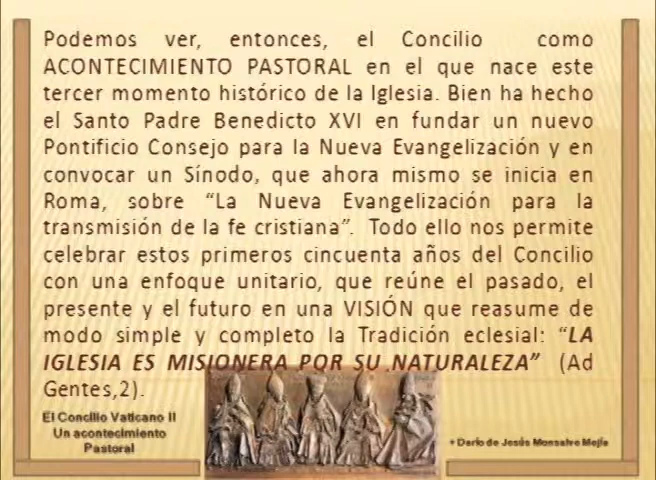 Podemos ver, entonces, el Concilio como
ACONTECIMIENTO PASTORAL en el que nace este
tercer momento histórico de la Iglesia. Bien ha hecho
el Santo Padre Benedicto XVI en fundar un nuevo
Pontificio Consejo para la Nueva Evangelización y en
convocar un Sínodo, que ahora mismo se inicia en
Roma, sobre “La Nueva Evangelización para la
transmisión de la fe cristiana”. Todo ello nos permite
celebrar estos primeros cincuenta años del Concilio
con una enfoque unitario, que reúne el pasado, el
presente y el futuro en una VISIÓN que reasume de
modo simple y completo la Tradición eclesial: “LA
IGLESIA ES MISIONERA POR SU NATURALEZA” (Ad
Gentes,2).
El Concilio Vaticano II
Un acontecimiento
Pastoral
+ Darío de Jesús Monsalve Mejía